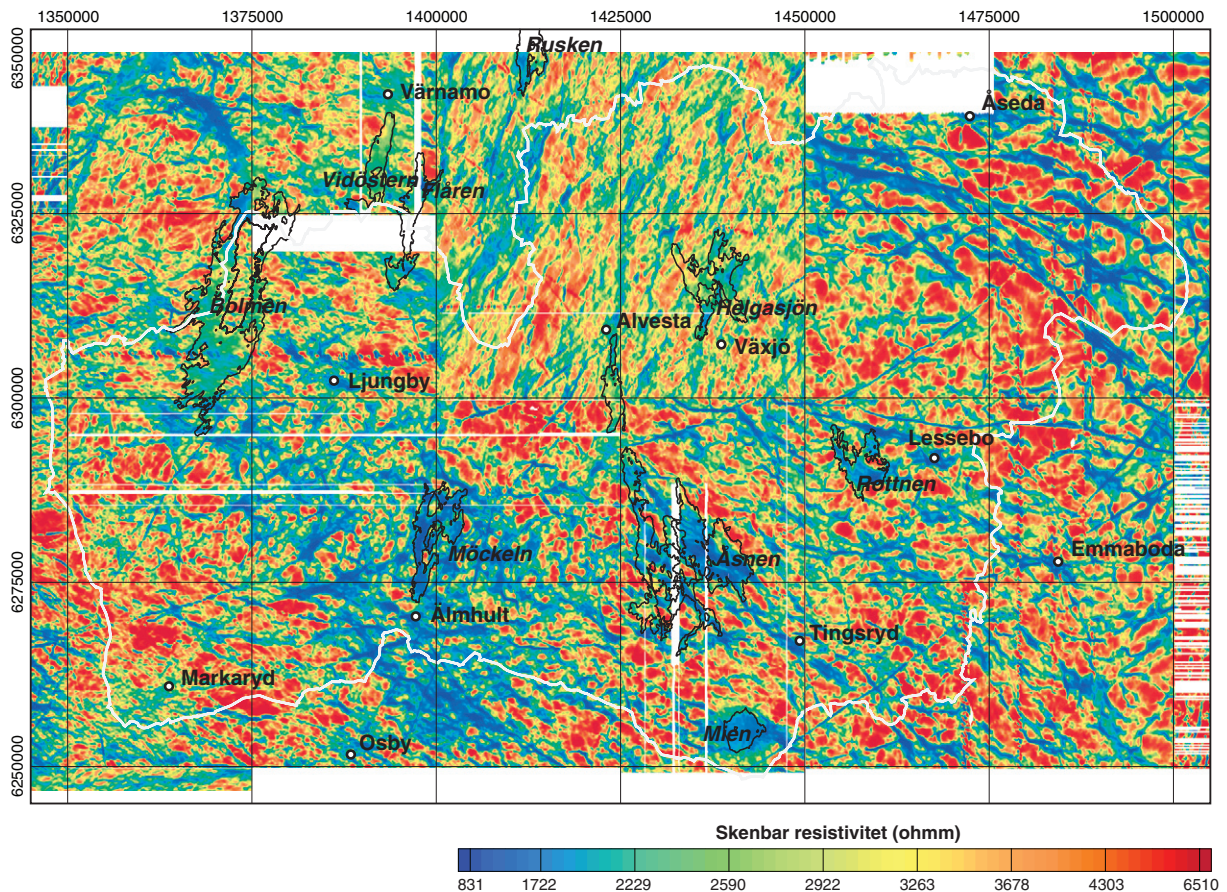 1350000 1375000 1400000 1425000 1450000 1475000 1500000
6350000
Rusken
Värnamo
Åseda
Vidöstern
Flåren
6325000
Bolmen
Helgasjön
Alvesta
Växjö
Ljungby
6300000
Lessebo
Rottnen
Möckeln
Åsnen
Emmaboda
6275000
Älmhult
Tingsryd
Markaryd
Mien
Osby
6250000
Skenbar resistivitet (ohmm)
831 1722 2229 2590 2922 3263 3678 4303 5510